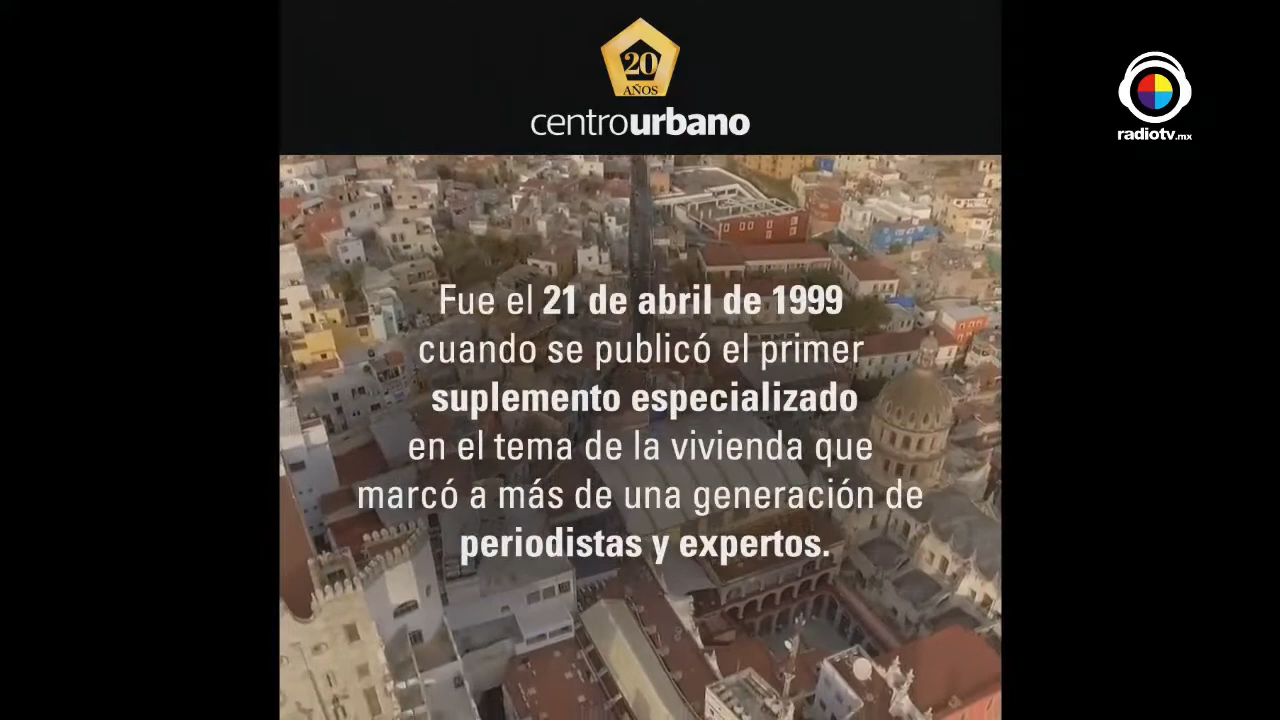 20
AÑOS
centrourbano
radiotv.mx
Fue el 21 de abril de 1999
cuando se publicó el primer
suplemento especializado
en el tema de la vivienda que
marcó a más de una generación de
periodistas y expertos.